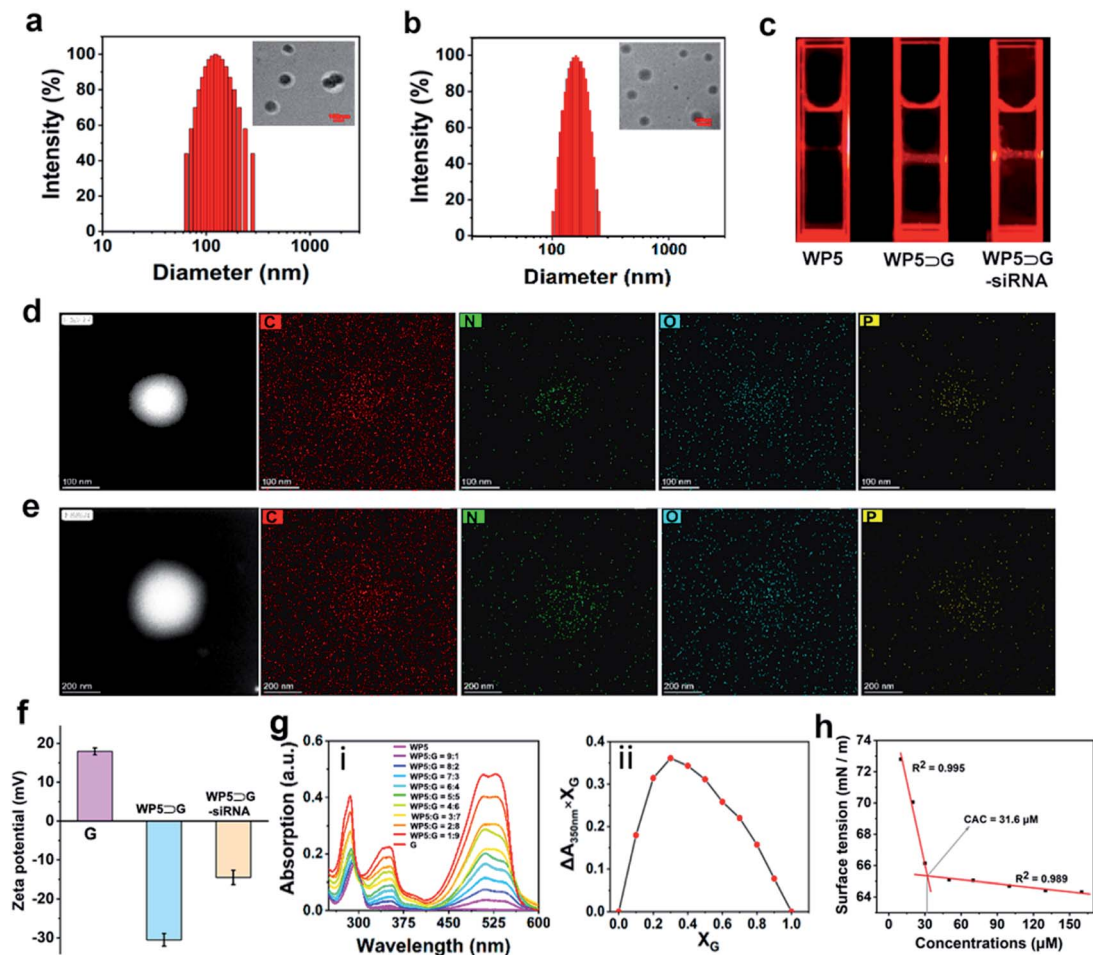 a
Intensity (%)
100
80
60
40
20
0
10
100
1000
Diameter (nm)
b
Intensity (%)
100
80
60
40
20
0
100
1000
Diameter (nm)
c
WP5
WP5⊃G
WP5⊃G
-siRNA
d
C
N
O
P
100 nm
100 nm
100 nm
100 nm
100 nm
e
C
N
O
P
200 nm
200 nm
200 nm
200 nm
200 nm
f
Zeta potential (mV)
20
10
0
-10
-20
-30
G
WP5⊃G
WP5⊃G
-siRNA
g
i
Absorption (a.u.)
0.6
0.4
0.2
0.0
WP5
WP5:G = 9:1
WP5:G = 8:2
WP5:G = 7:3
WP5:G = 6:4
WP5:G = 5:5
WP5:G = 4:6
WP5:G = 3:7
WP5:G = 2:8
WP5:G = 1:9
G
300
375
450
525
600
Wavelength (nm)
ii
ΔA350nm×XG
0.4
0.3
0.2
0.1
0.0
0.0
0.2
0.4
0.6
0.8
1.0
XG
h
Surface tension (mN / m)
74
72
70
68
66
64
R² = 0.995
CAC = 31.6 μM
R² = 0.989
0
30
60
90
120
150
Concentrations (μM)